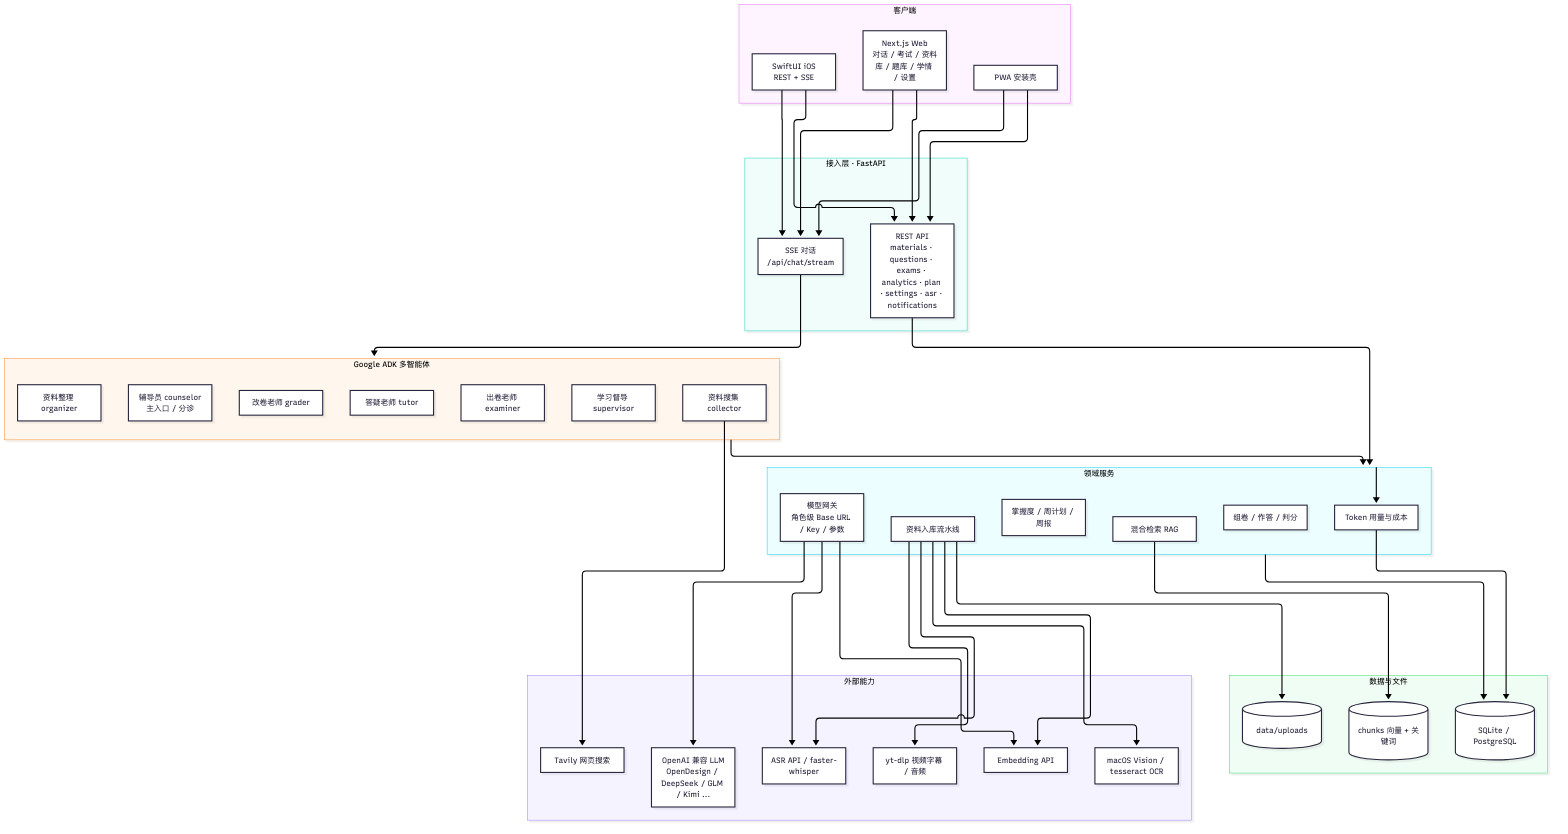 客户端
SwiftUI iOS
REST + SSE
Next.js Web
对话 / 考试 / 资料
库 / 题库 / 学情
/ 设置
PWA 安装壳
接入层 · FastAPI
SSE 对话
/api/chat/stream
REST API
materials ·
questions ·
exams ·
analytics · plan
· settings · asr ·
notifications
Google ADK 多智能体
资料整理
organizer
辅导员 counselor
主入口 / 分诊
改卷老师 grader
答疑老师 tutor
出卷老师
examiner
学习督导
supervisor
资料搜集
collector
领域服务
模型网关
角色级 Base URL
/ Key / 参数
资料入库流水线
掌握度 / 周计划 /
周报
混合检索 RAG
组卷 / 作答 / 判分
Token 用量与成本
外部能力
Tavily 网页搜索
OpenAI 兼容 LLM
OpenDesign /
DeepSeek / GLM
/ Kimi ...
ASR API / faster-
whisper
yt-dlp 视频字幕
/ 音频
Embedding API
macOS Vision /
tesseract OCR
数据与文件
data/uploads
chunks 向量 + 关
键词
SQLite /
PostgreSQL